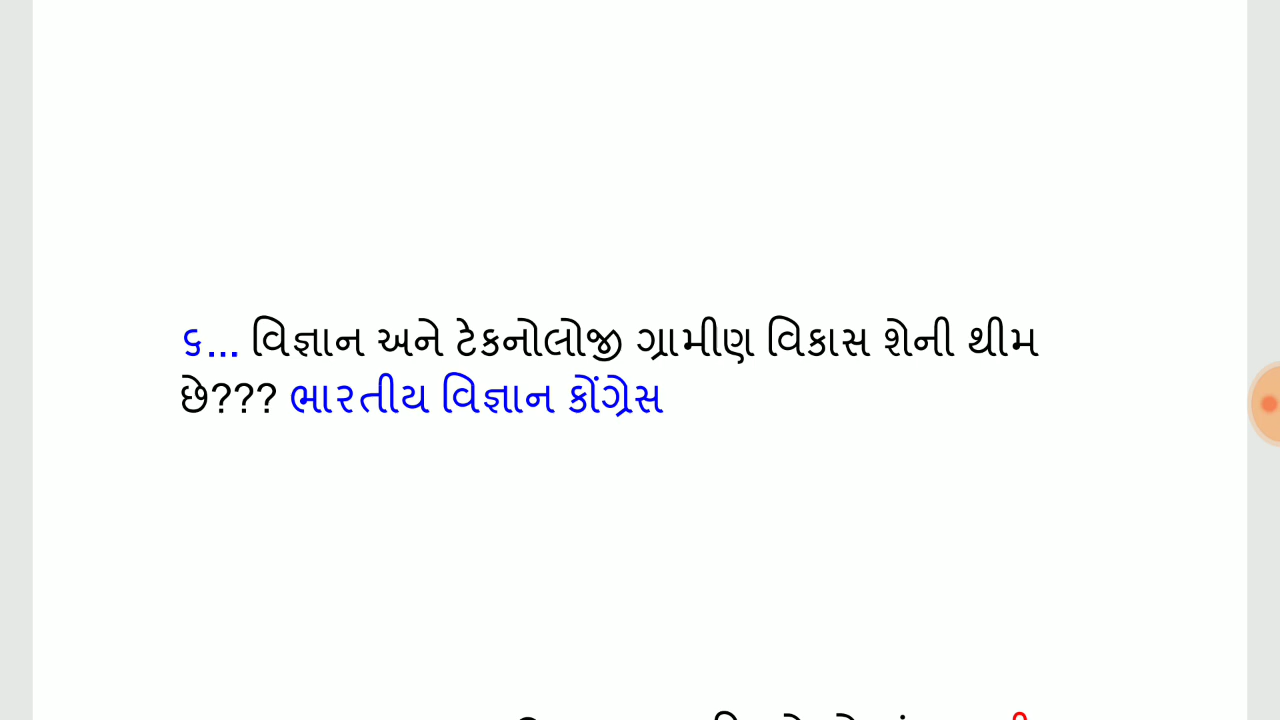 ૬... વિજ્ઞાન અને ટેકનોલોજી ગ્રામીણ વિકાસ શેની થીમ
છે??? ભારતીય વિજ્ઞાન કોંગ્રેસ